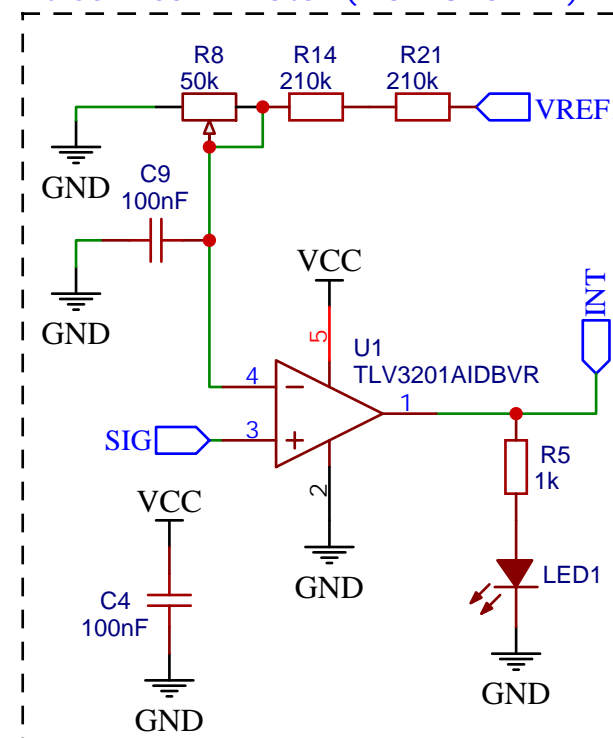 R8
50k
R14
210k
R21
210k
VREF
GND
C9
100nF
GND
VCC
5
U1
TLV3201AIDBVR
4
1
3
2
SIG
INT
R5
1k
LED1
VCC
C4
100nF
GND
GND
GND